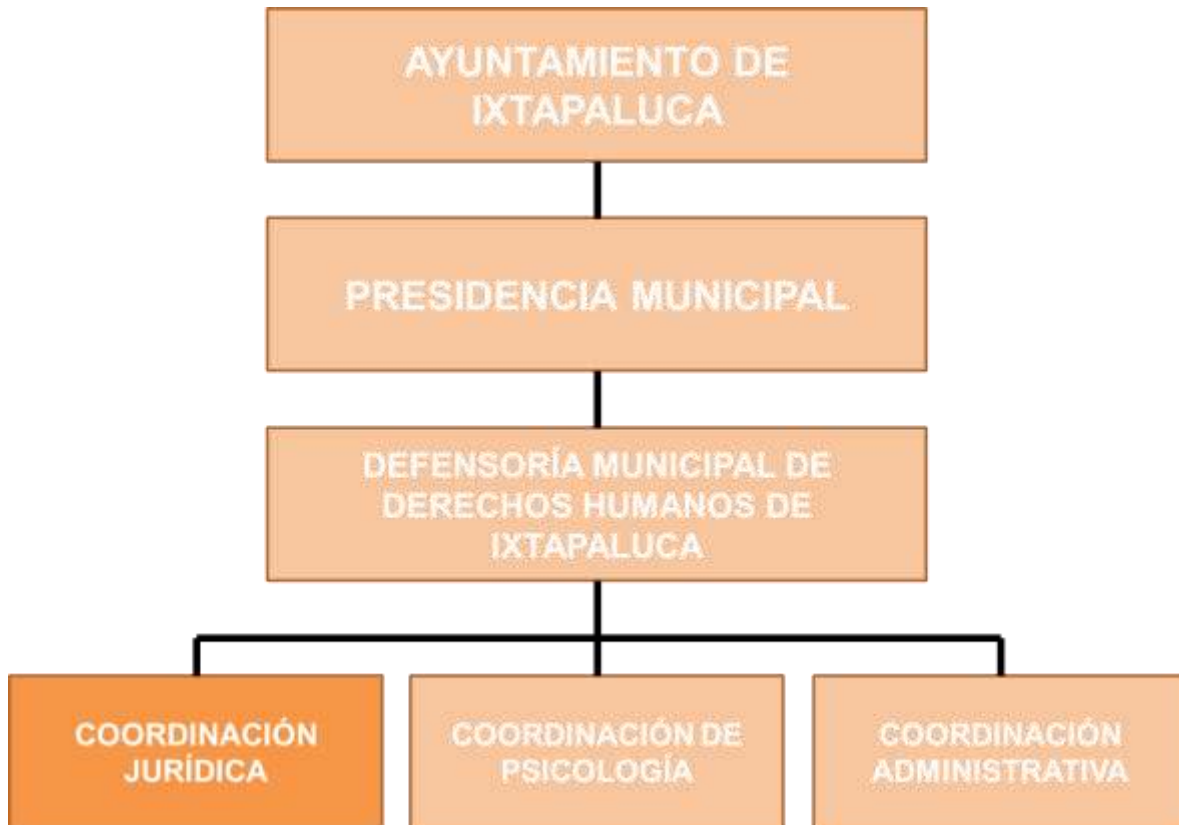 AYUNTAMIENTO DE
IXTAPALUCA
PRESIDENCIA MUNICIPAL
DEFENSORÍA MUNICIPAL DE
DERECHOS HUMANOS DE
IXTAPALUCA
COORDINACIÓN
JURÍDICA
COORDINACIÓN DE
PSICOLOGÍA
COORDINACIÓN
ADMINISTRATIVA